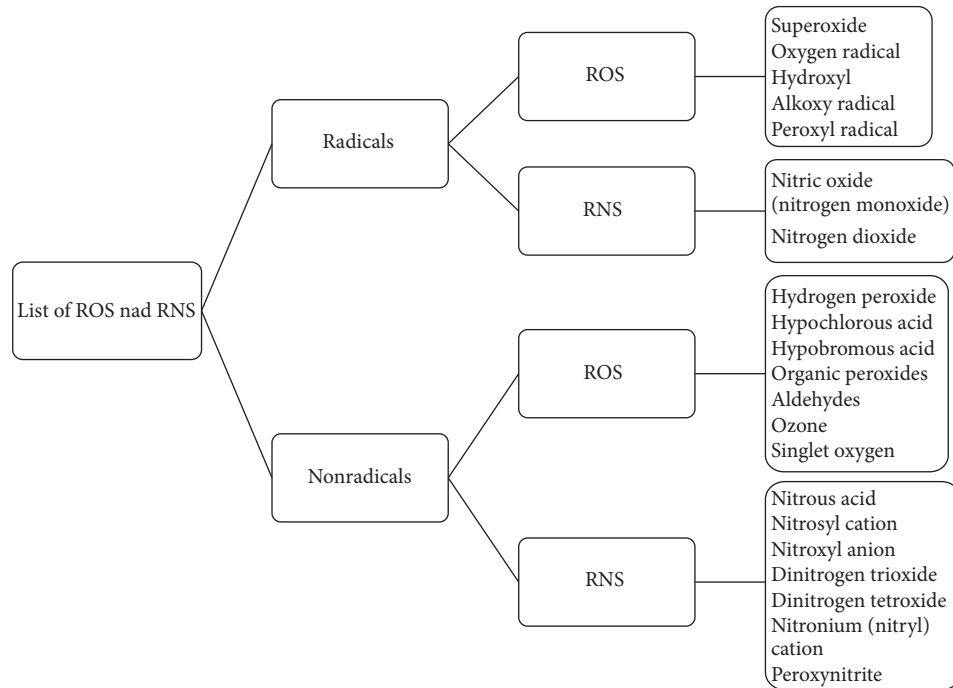 List of ROS nad RNS
Radicals
ROS
Superoxide
Oxygen radical
Hydroxyl
Alkoxy radical
Peroxyl radical
RNS
Nitric oxide
(nitrogen monoxide)
Nitrogen dioxide
Nonradicals
ROS
Hydrogen peroxide
Hypochlorous acid
Hypobromous acid
Organic peroxides
Aldehydes
Ozone
Singlet oxygen
RNS
Nitrous acid
Nitrosyl cation
Nitroxyl anion
Dinitrogen trioxide
Dinitrogen tetroxide
Nitronium (nitryl)
cation
Peroxynitrite